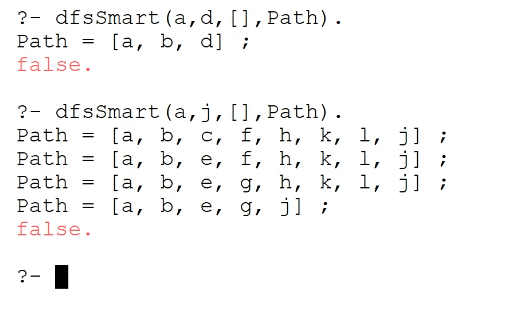 ?- dfsSmart(a,d,[],Path).
Path = [a, b, d] ;
false.
?- dfsSmart(a,j,[],Path).
Path = [a, b, c, f, h, k, l, j] ;
Path = [a, b, e, f, h, k, l, j] ;
Path = [a, b, e, g, h, k, l, j] ;
Path = [a, b, e, g, j] ;
false.
?-